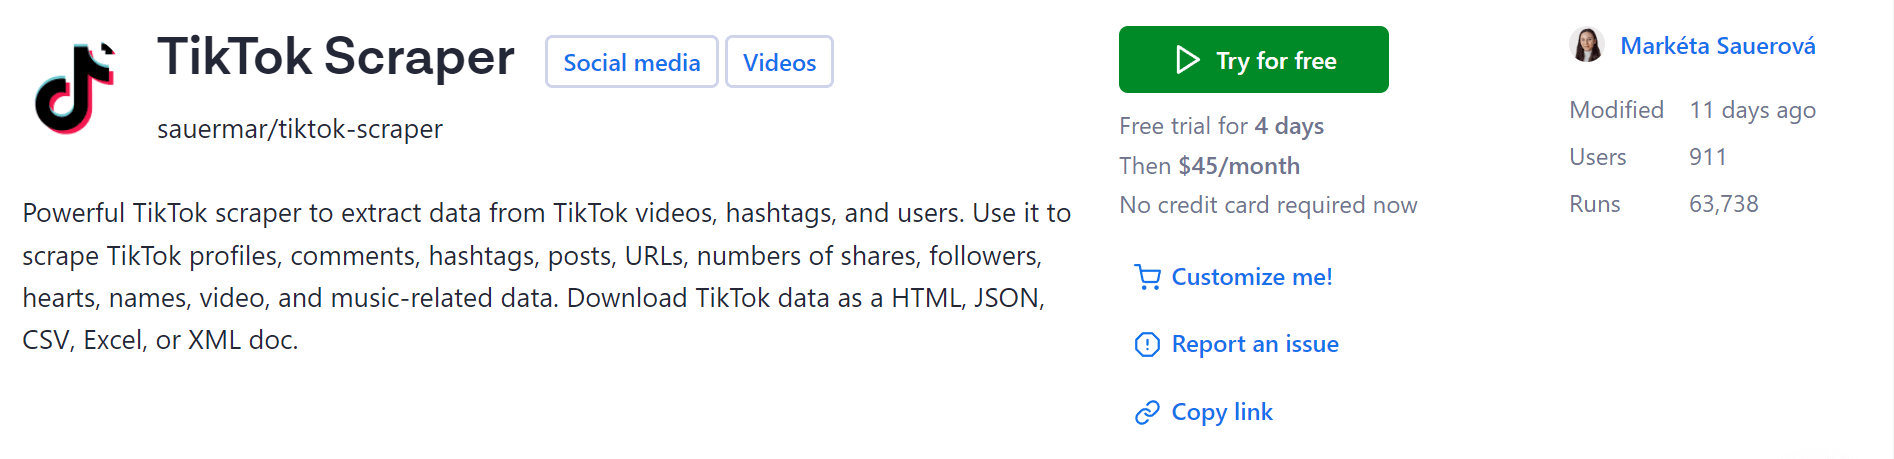 TikTok Scraper
Social media
Videos
sauermar/tiktok-scraper
Powerful TikTok scraper to extract data from TikTok videos, hashtags, and users. Use it to
scrape TikTok profiles, comments, hashtags, posts, URLs, numbers of shares, followers,
hearts, names, video, and music-related data. Download TikTok data as a HTML, JSON,
CSV, Excel, or XML doc.
Try for free
Free trial for 4 days
Then $45/month
No credit card required now
Customize me!
Report an issue
Copy link
Markéta Sauerová
Modified 11 days ago
Users 911
Runs 63,738